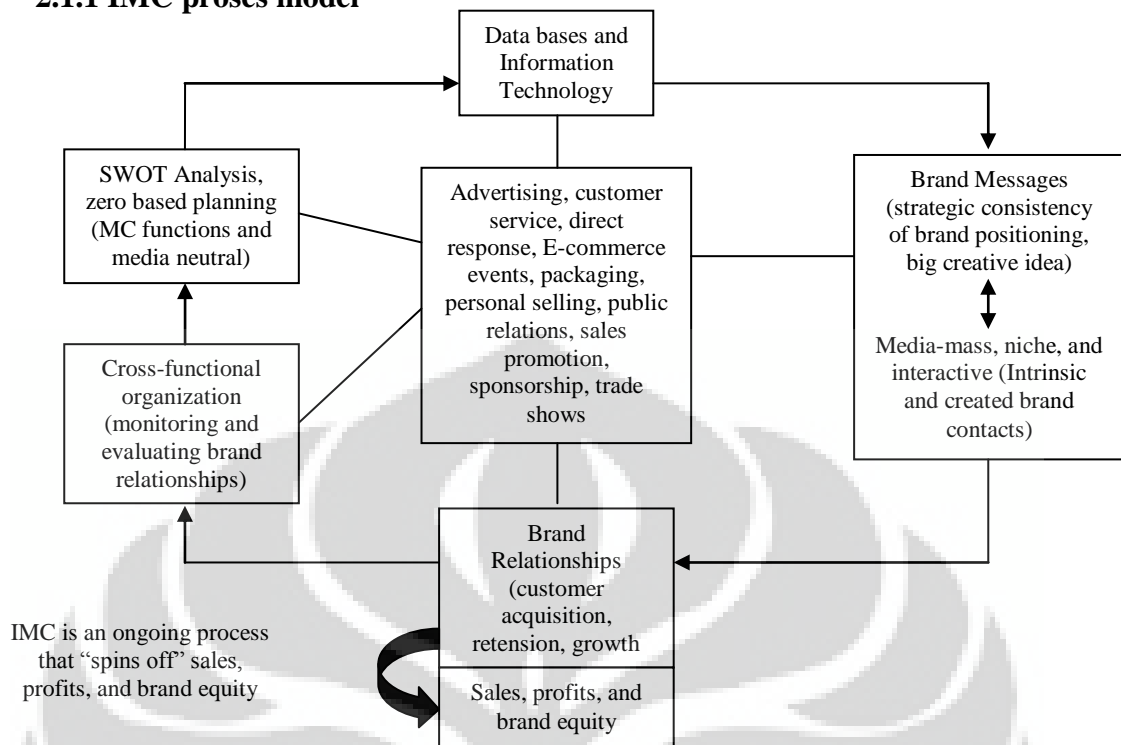 2.1.1 IMC proses model
Data bases and
Information
Technology
SWOT Analysis,
zero based planning
(MC functions and
media neutral)
Advertising, customer
service, direct
response, E-commerce
events, packaging,
personal selling, public
relations, sales
promotion,
sponsorship, trade
shows
Brand Messages
(strategic consistency
of brand positioning,
big creative idea)
Media-mass, niche, and
interactive (Intrinsic
and created brand
contacts)
Cross-functional
organization
(monitoring and
evaluating brand
relationships)
Brand
Relationships
(customer
acquisition,
retension, growth
IMC is an ongoing process
that “spins off” sales,
profits, and brand equity
Sales, profits, and
brand equity